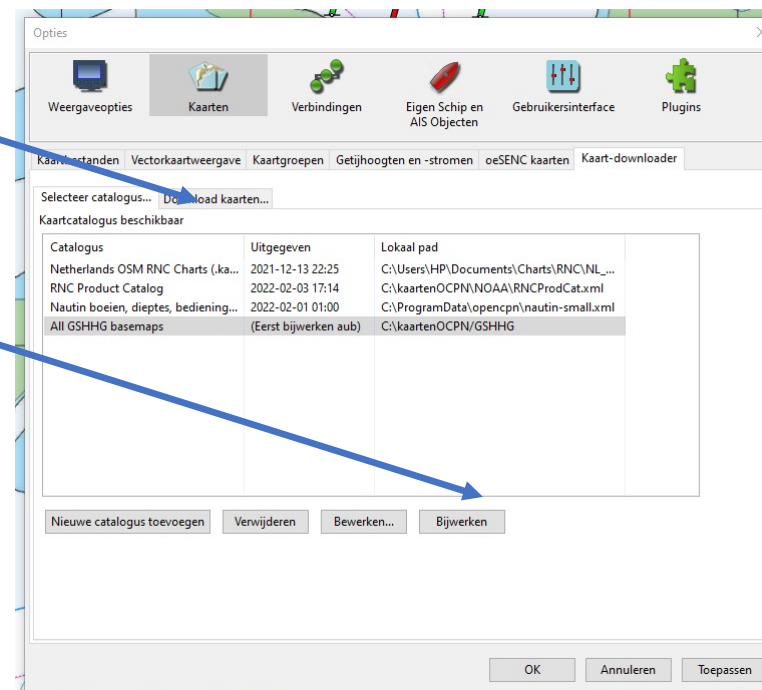 Opties
Weergaveopties
Kaarten
Verbindingen
Eigen Schip en
AIS Objecten
Gebruikersinterface
Plugins
Kaartbestanden Vectorkaartweergave Kaartgroepen Getijhoogten en -stromen oeSENC kaarten Kaart-downloader
Selecteer catalogus... Download kaarten...
Kaartcatalogus beschikbaar
Catalogus Uitgegeven Lokaal pad
Netherlands OSM RNC Charts (.ka... 2021-12-13 22:25 C:\Users\HP\Documents\Charts\RNC\NL_...
RNC Product Catalog 2022-02-03 17:14 C:\kaartenOCPN\NOAA\RNCProdCat.xml
Nautin boeien, dieptes, bediening... 2022-02-01 01:00 C:\ProgramData\opencpn\nautin-small.xml
All GSHHG basemaps (Eerst bijwerken aub) C:\kaartenOCPN/GSHHG
Nieuwe catalogus toevoegen Verwijderen Bewerken... Bijwerken
OK Annuleren Toepassen